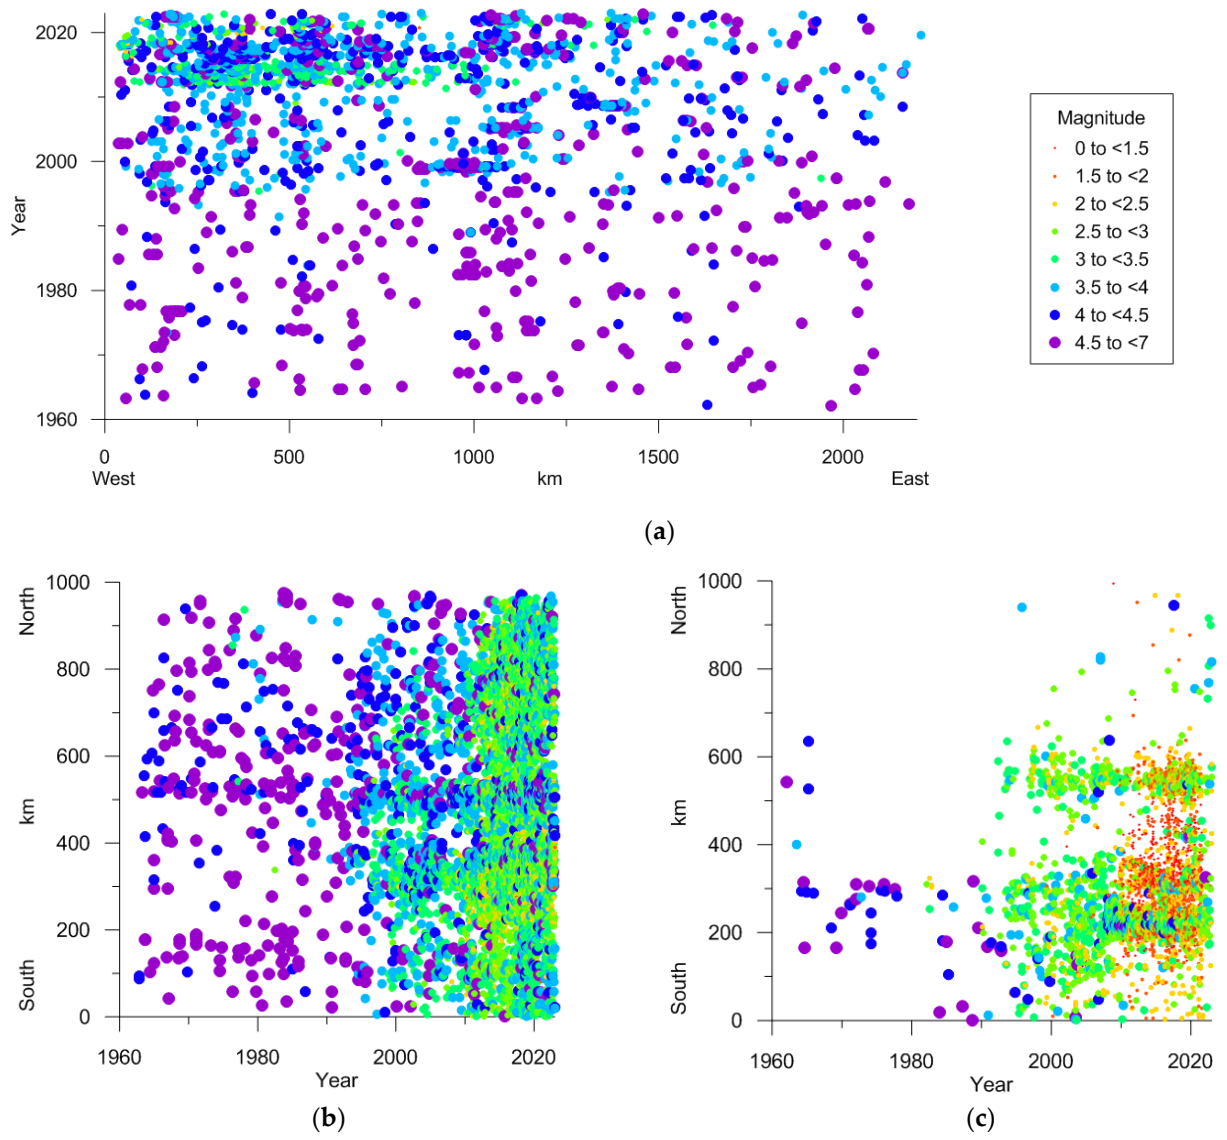 2020
2000
1980
1960
Year
0
500
1000
1500
2000
West
km
East
Magnitude
0 to <1.5
1.5 to <2
2 to <2.5
2.5 to <3
3 to <3.5
3.5 to <4
4 to <4.5
4.5 to <7
(a)
1000
800
600
400
200
0
North
km
South
1960
1980
2000
2020
Year
(b)
1000
800
600
400
200
0
North
km
South
1960
1980
2000
2020
Year
(c)